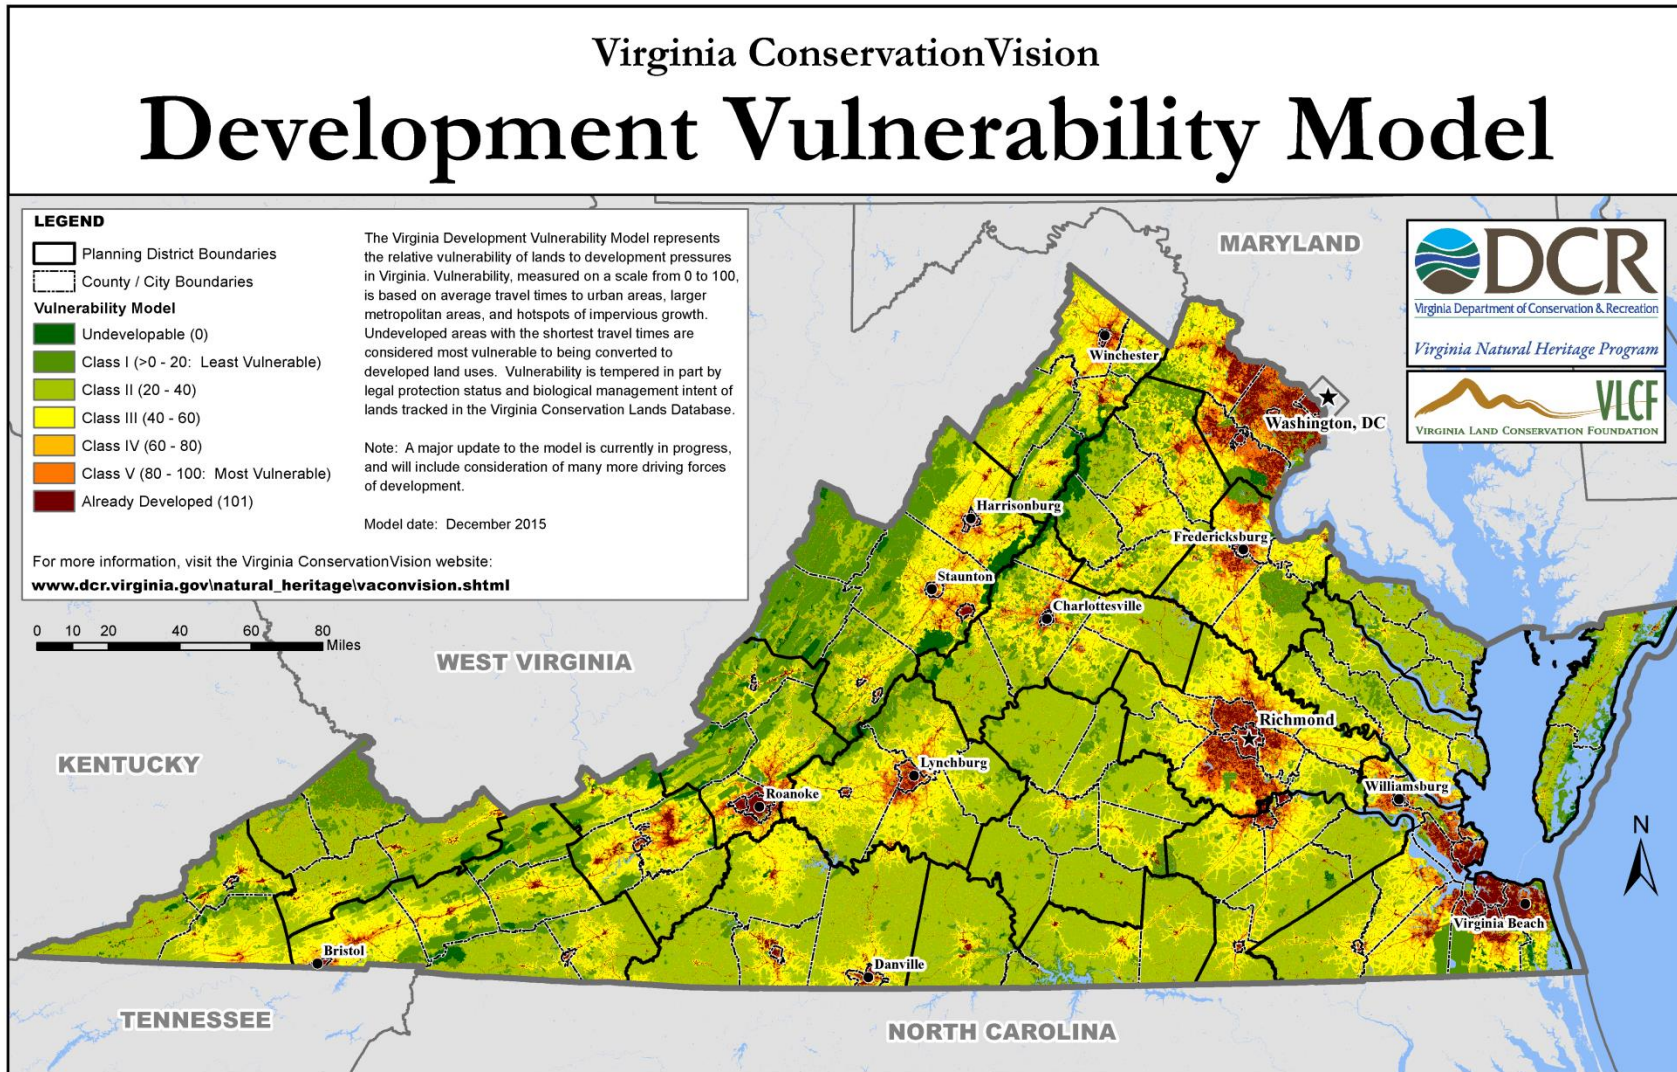 Virginia ConservationVision
Development Vulnerability Model
LEGEND
Planning District Boundaries
County / City Boundaries
Vulnerability Model
Undevelopable (0)
Class I (>0 - 20:  Least Vulnerable)
Class II (20 - 40)
Class III (40 - 60)
Class IV (60 - 80)
Class V (80 - 100:  Most Vulnerable)
Already Developed (101)
The Virginia Development Vulnerability Model represents
the relative vulnerability of lands to development pressures
in Virginia. Vulnerability, measured on a scale from 0 to 100,
is based on average travel times to urban areas, larger
metropolitan areas, and hotspots of impervious growth.
Undeveloped areas with the shortest travel times are
considered most vulnerable to being converted to
developed land uses.  Vulnerability is tempered in part by
legal protection status and biological management intent of
lands tracked in the Virginia Conservation Lands Database.
Note:  A major update to the model is currently in progress,
and will include consideration of many more driving forces
of development.
Model date:  December 2015
For more information, visit the Virginia ConservationVision website:
www.dcr.virginia.gov\natural_heritage\vaconvision.shtml
0 10 20 40 60 80
Miles
DCR
Virginia Department of Conservation & Recreation
Virginia Natural Heritage Program
VLCF
VIRGINIA LAND CONSERVATION FOUNDATION
MARYLAND
Winchester
Washington, DC
Harrisonburg
Fredericksburg
Staunton
Charlottesville
WEST VIRGINIA
Richmond
KENTUCKY
Lynchburg
Roanoke
Williamsburg
N
Virginia Beach
Bristol
Danville
TENNESSEE
NORTH CAROLINA